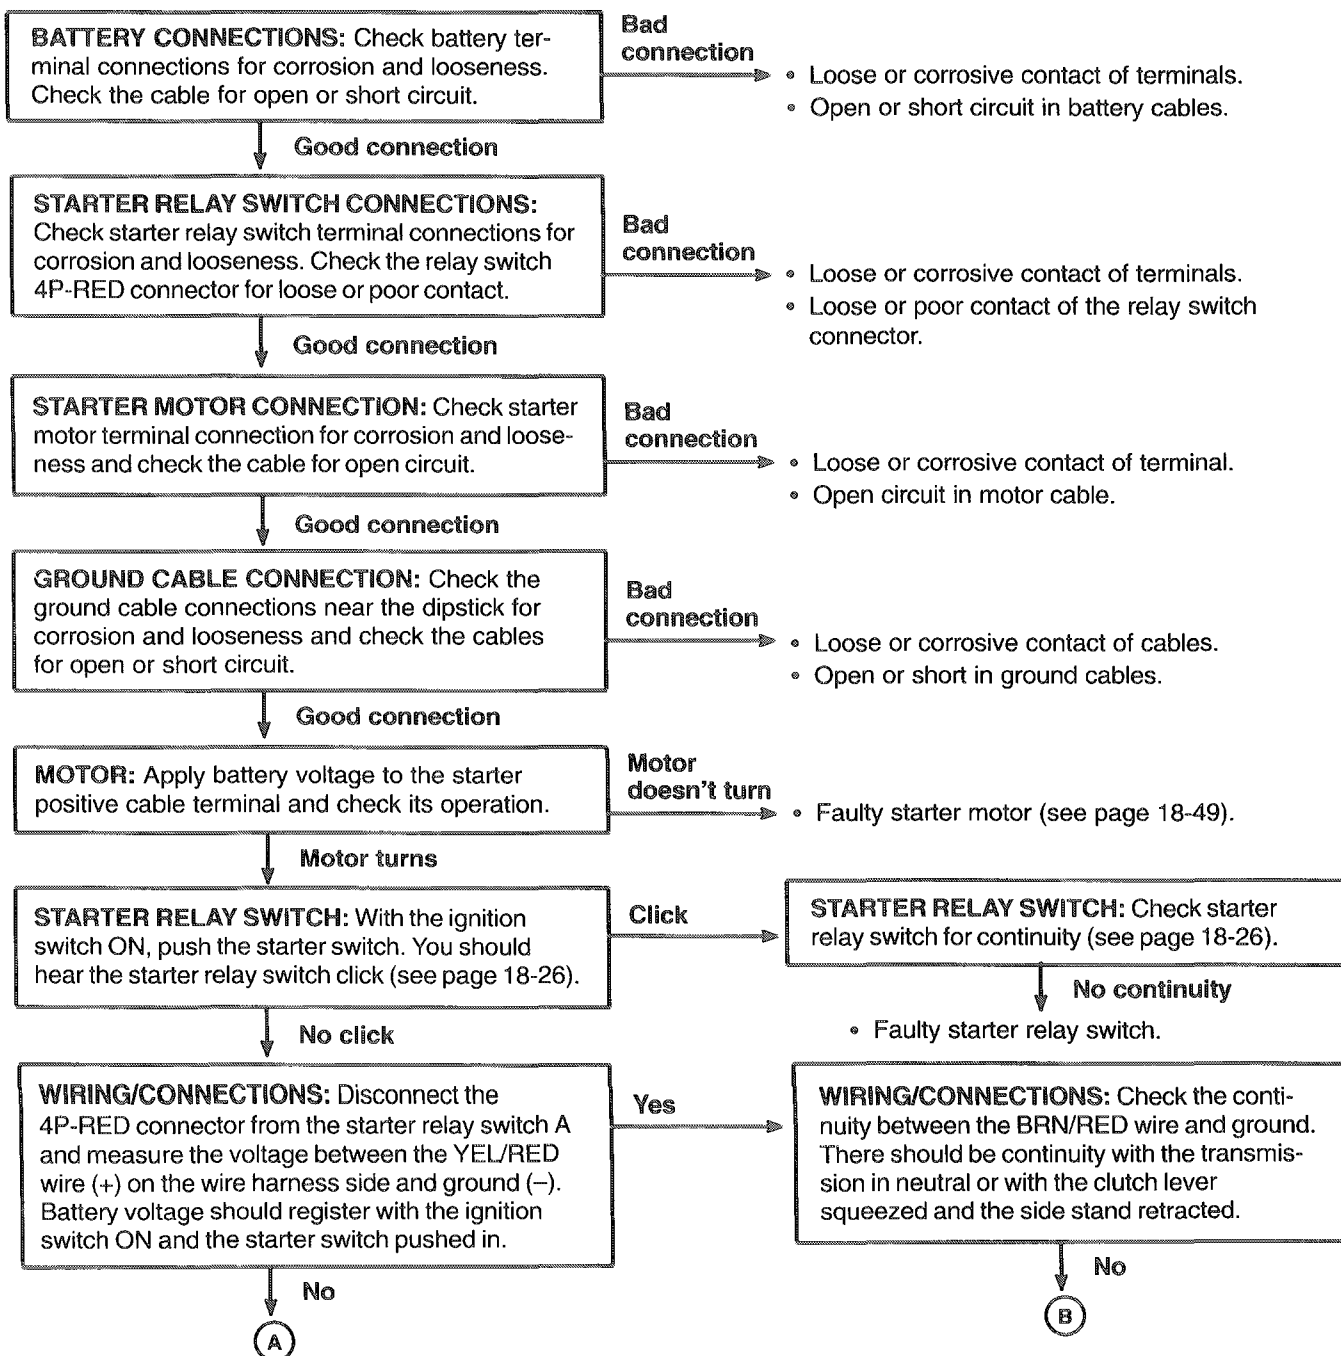 BATTERY CONNECTIONS: Check battery ter-
minal connections for corrosion and looseness.
Check the cable for open or short circuit.
Bad
connection
• Loose or corrosive contact of terminals.
• Open or short circuit in battery cables.
Good connection
STARTER RELAY SWITCH CONNECTIONS:
Check starter relay switch terminal connections for
corrosion and looseness. Check the relay switch
4P-RED connector for loose or poor contact.
Bad
connection
• Loose or corrosive contact of terminals.
• Loose or poor contact of the relay switch
connector.
Good connection
STARTER MOTOR CONNECTION: Check starter
motor terminal connection for corrosion and loose-
ness and check the cable for open circuit.
Bad
connection
• Loose or corrosive contact of terminal.
• Open circuit in motor cable.
Good connection
GROUND CABLE CONNECTION: Check the
ground cable connections near the dipstick for
corrosion and looseness and check the cables
for open or short circuit.
Bad
connection
• Loose or corrosive contact of cables.
• Open or short in ground cables.
Good connection
MOTOR: Apply battery voltage to the starter
positive cable terminal and check its operation.
Motor
doesn't turn
• Faulty starter motor (see page 18-49).
Motor turns
STARTER RELAY SWITCH: With the ignition
switch ON, push the starter switch. You should
hear the starter relay switch click (see page 18-26).
Click
STARTER RELAY SWITCH: Check starter
relay switch for continuity (see page 18-26).
No continuity
• Faulty starter relay switch.
No click
WIRING/CONNECTIONS: Disconnect the
4P-RED connector from the starter relay switch A
and measure the voltage between the YEL/RED
wire (+) on the wire harness side and ground (–).
Battery voltage should register with the ignition
switch ON and the starter switch pushed in.
Yes
WIRING/CONNECTIONS: Check the conti-
nuity between the BRN/RED wire and ground.
There should be continuity with the transmis-
sion in neutral or with the clutch lever
squeezed and the side stand retracted.
No
A
No
B